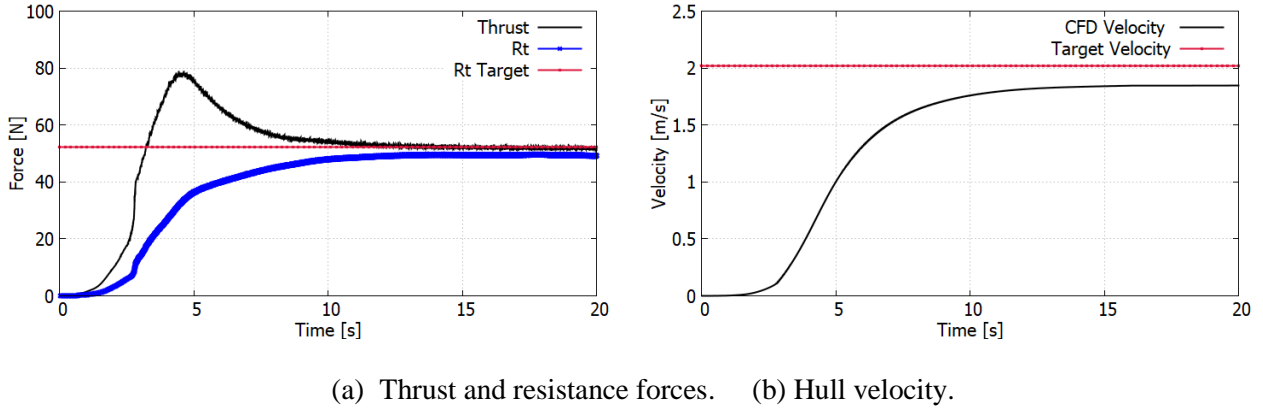 100
80
60
40
20
0
Force [N]
0 5 10 15 20
Time [s]
Thrust
Rt
Rt Target
2.5
2
1.5
1
0.5
0
Velocity [m/s]
0 5 10 15 20
Time [s]
CFD Velocity
Target Velocity
(a) Thrust and resistance forces. (b) Hull velocity.